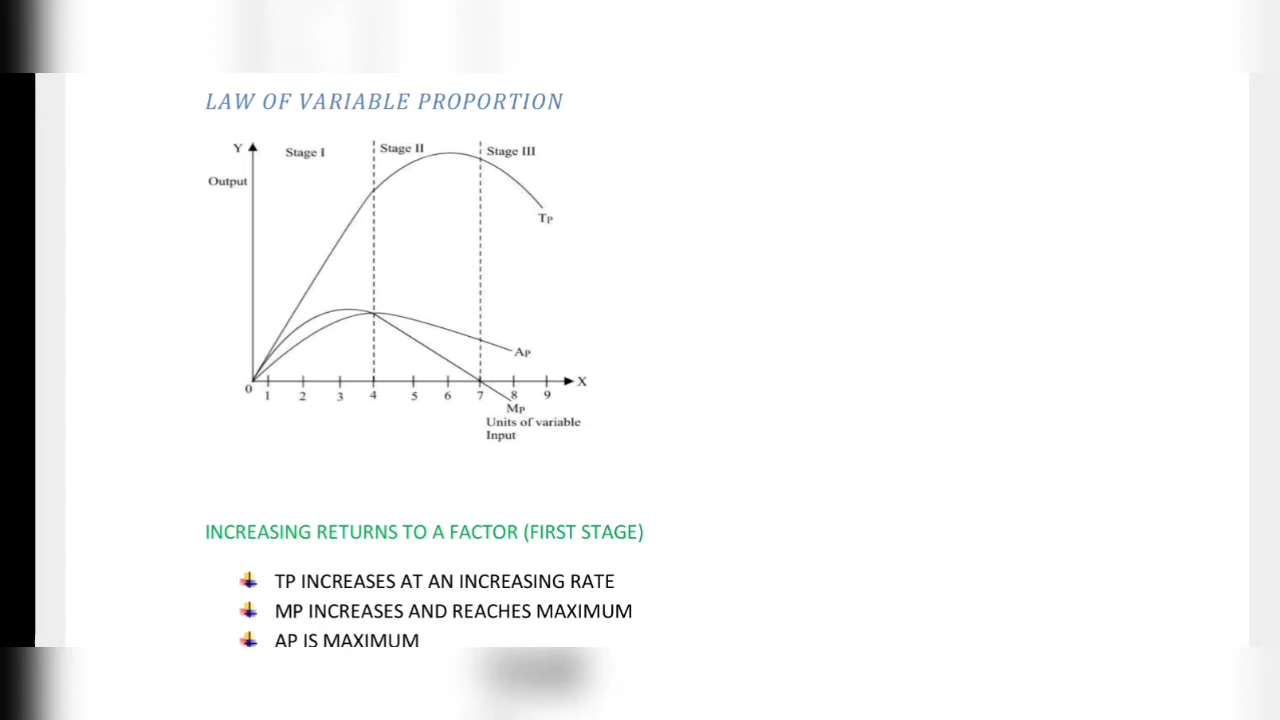 LAW OF VARIABLE PROPORTION
Y
Stage I
Stage II
Stage III
Output
TP
AP
X
0 1 2 3 4 5 6 7 8 9
MP
Units of variable
Input
INCREASING RETURNS TO A FACTOR (FIRST STAGE)
TP INCREASES AT AN INCREASING RATE
MP INCREASES AND REACHES MAXIMUM
AP IS MAXIMUM